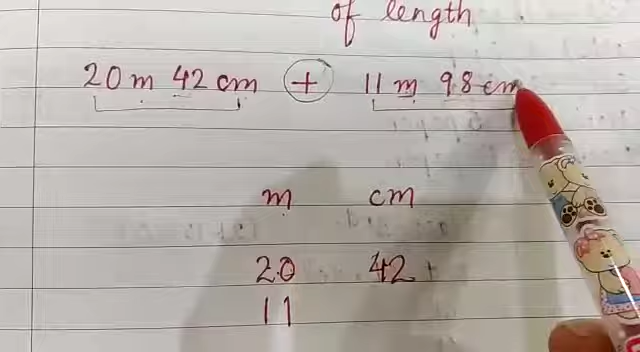 of length
20 m 42 cm + 11 m 98 cm
m cm
20 42
11